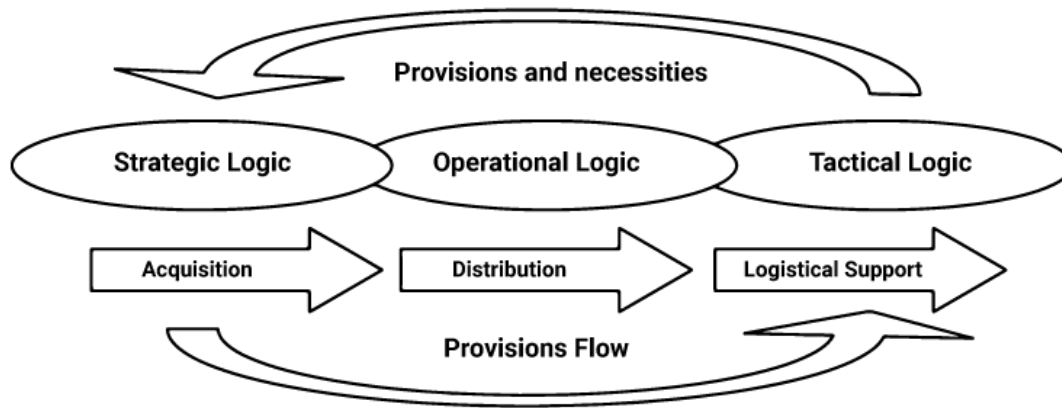 Provisions and necessities
Strategic Logic
Operational Logic
Tactical Logic
Acquisition
Distribution
Logistical Support
Provisions Flow